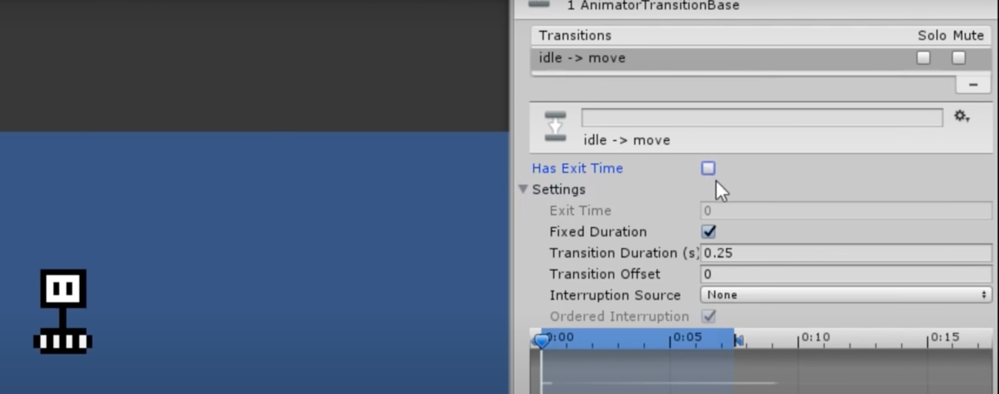 1 AnimatorTransitionBase
Transitions Solo Mute
idle -> move
idle -> move
Has Exit Time
Settings
Exit Time 0
Fixed Duration
Transition Duration (s) 0.25
Transition Offset 0
Interruption Source None
Ordered Interruption
0:00 0:05 0:10 0:15